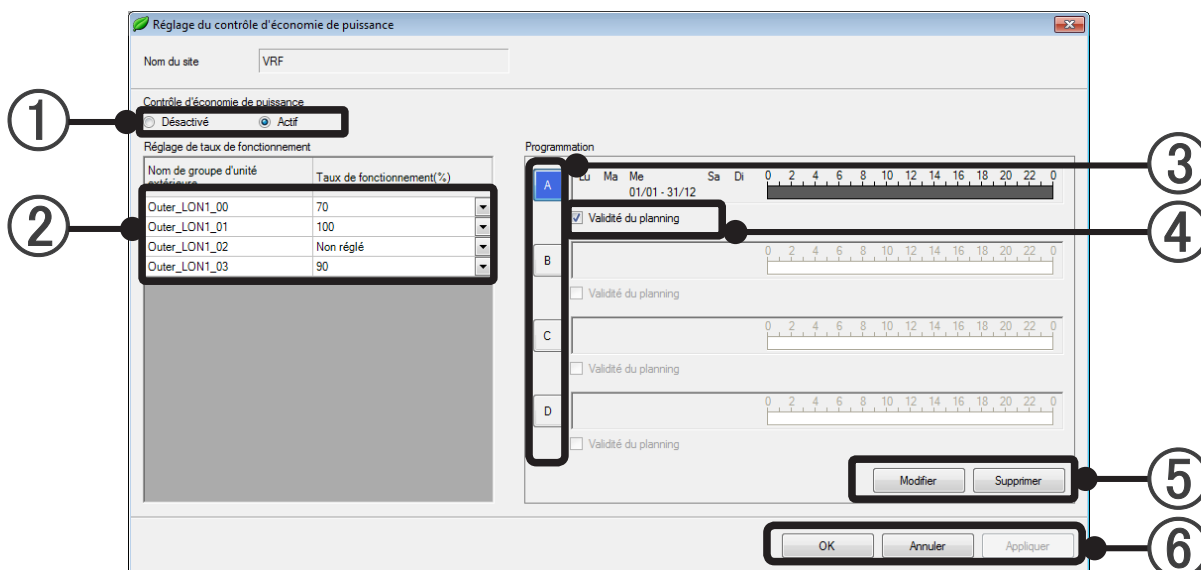 Réglage du contrôle d'économie de puissance
Nom du site VRF
Contrôle d'économie de puissance
Désactivé Actif
1
Réglage de taux de fonctionnement
Nom de groupe d'unité extérieure Taux de fonctionnement(%)
Outer_LON1_00 70
Outer_LON1_01 100
Outer_LON1_02 Non réglé
Outer_LON1_03 90
2
Programmation
A
Lu Ma Me Sa Di
01/01 - 31/12
0 2 4 6 8 10 12 14 16 18 20 22 0
3
Validité du planning
4
B
0 2 4 6 8 10 12 14 16 18 20 22 0
Validité du planning
C
0 2 4 6 8 10 12 14 16 18 20 22 0
Validité du planning
D
0 2 4 6 8 10 12 14 16 18 20 22 0
Validité du planning
Modifier Supprimer
5
OK Annuler Appliquer
6